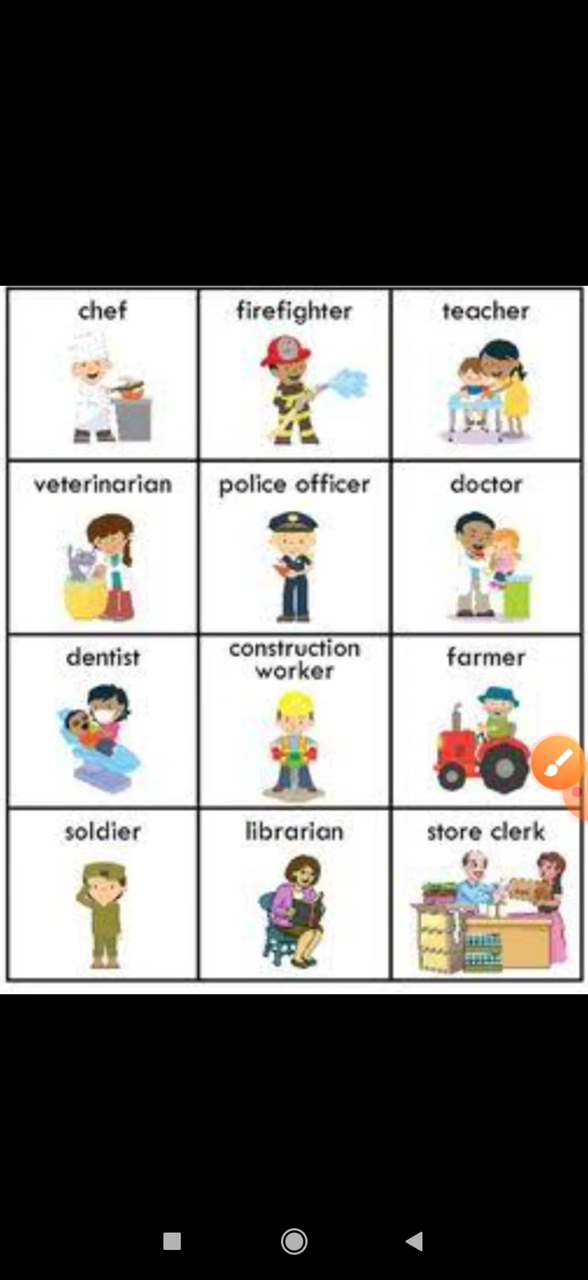 chef
firefighter
teacher
veterinarian
police officer
doctor
dentist
construction
worker
farmer
soldier
librarian
store clerk